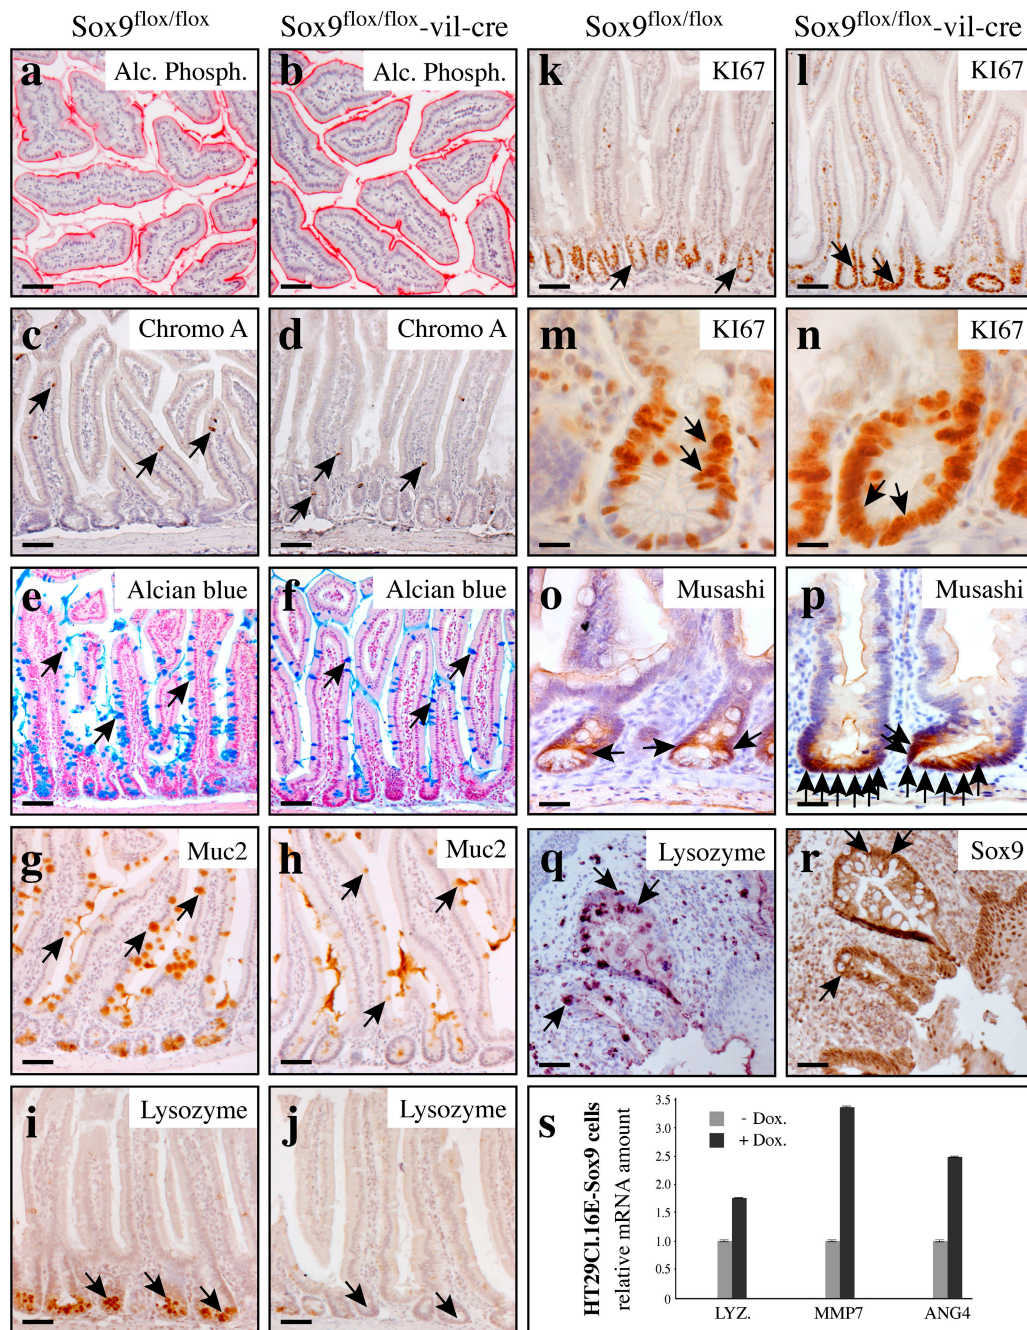 Sox9flox/flox Sox9flox/flox-vil-cre Sox9flox/flox Sox9flox/flox-vil-cre
a Alc. Phosph. b Alc. Phosph. k KI67 l KI67
c Chromo A d Chromo A m KI67 n KI67
e Alcian blue f Alcian blue o Musashi p Musashi
g Muc2 h Muc2 q Lysozyme r Sox9
i Lysozyme j Lysozyme s
HT29Cl.16E-Sox9 cells
relative mRNA amount
3.5
3.0
2.5
2.0
1.5
1.0
0.5
0
- Dox.
+ Dox.
LYZ. MMP7 ANG4